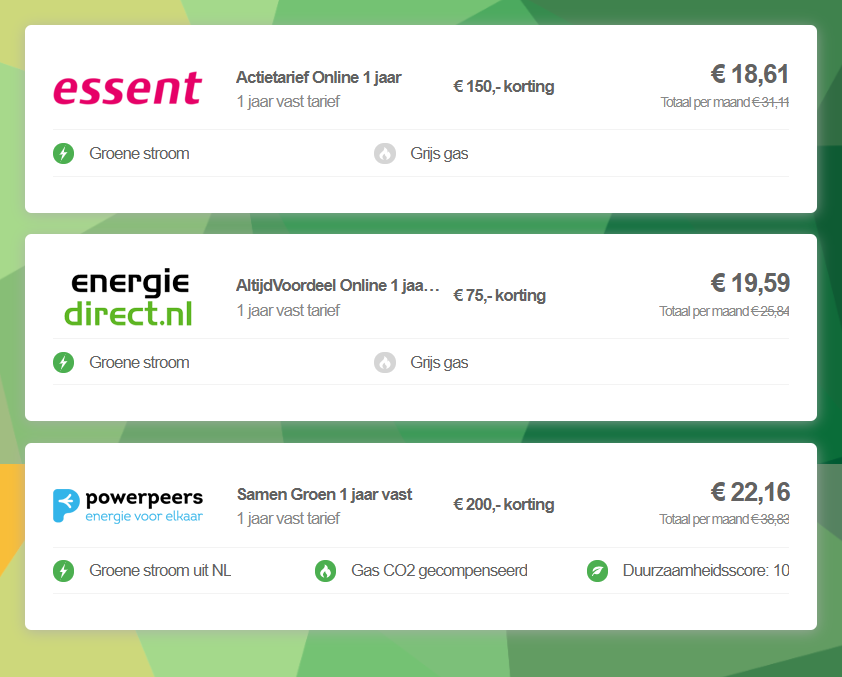 essent
Actietarief Online 1 jaar
1 jaar vast tarief
€ 150,- korting
€ 18,61
Totaal per maand € 31,11
Groene stroom
Grijs gas
energie
direct.nl
AltijdVoordeel Online 1 jaa...
1 jaar vast tarief
€ 75,- korting
€ 19,59
Totaal per maand € 25,84
Groene stroom
Grijs gas
powerpeers
energie voor elkaar
Samen Groen 1 jaar vast
1 jaar vast tarief
€ 200,- korting
€ 22,16
Totaal per maand € 38,83
Groene stroom uit NL
Gas CO2 gecompenseerd
Duurzaamheidsscore: 10